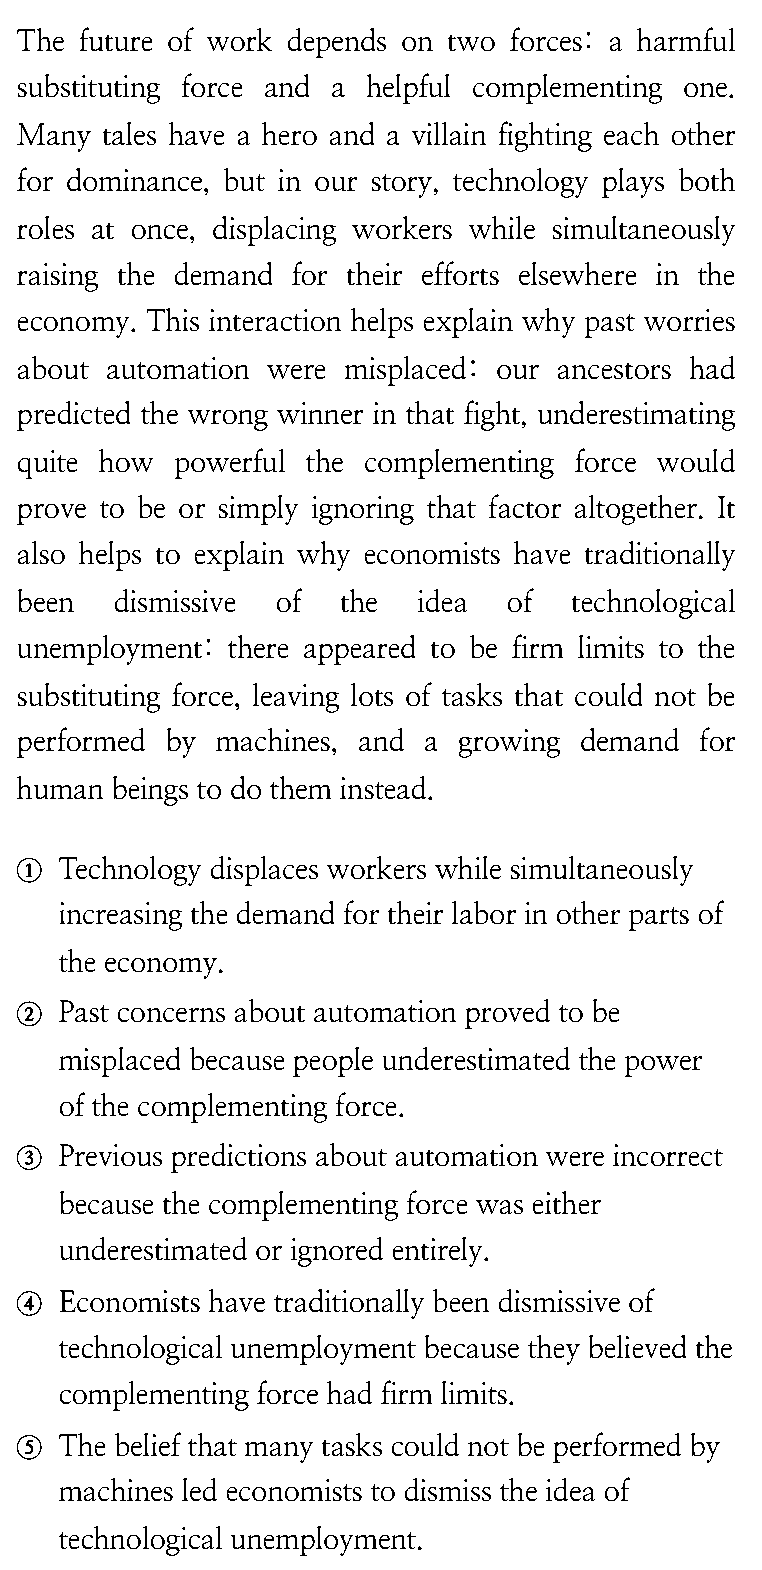 The future of work depends on two forces: a harmful
substituting force and a helpful complementing one.
Many tales have a hero and a villain fighting each other
for dominance, but in our story, technology plays both
roles at once, displacing workers while simultaneously
raising the demand for their efforts elsewhere in the
economy. This interaction helps explain why past worries
about automation were misplaced: our ancestors had
predicted the wrong winner in that fight, underestimating
quite how powerful the complementing force would
prove to be or simply ignoring that factor altogether. It
also helps to explain why economists have traditionally
been dismissive of the idea of technological
unemployment: there appeared to be firm limits to the
substituting force, leaving lots of tasks that could not be
performed by machines, and a growing demand for
human beings to do them instead.
① Technology displaces workers while simultaneously
increasing the demand for their labor in other parts of
the economy.
② Past concerns about automation proved to be
misplaced because people underestimated the power
of the complementing force.
③ Previous predictions about automation were incorrect
because the complementing force was either
underestimated or ignored entirely.
④ Economists have traditionally been dismissive of
technological unemployment because they believed the
complementing force had firm limits.
⑤ The belief that many tasks could not be performed by
machines led economists to dismiss the idea of
technological unemployment.